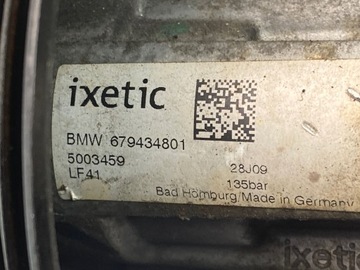 ixetic
BMW 679434801
5003459
28J09
LF41
135bar
Bad Homburg/Made in Germany
ixetic